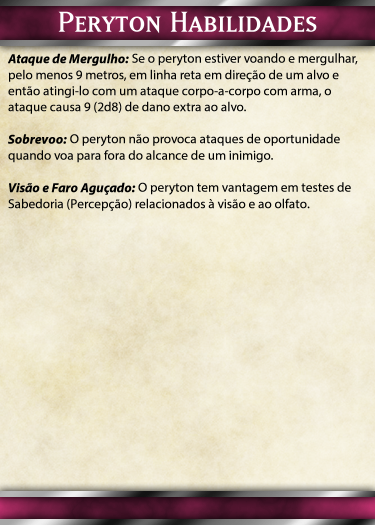 Peryton Habilidades
Ataque de Mergulho: Se o peryton estiver voando e mergulhar,
pelo menos 9 metros, em linha reta em direção de um alvo e
então atingi-lo com um ataque corpo-a-corpo com arma, o
ataque causa 9 (2d8) de dano extra ao alvo.
Sobrevoo: O peryton não provoca ataques de oportunidade
quando voa para fora do alcance de um inimigo.
Visão e Faro Aguçado: O peryton tem vantagem em testes de
Sabedoria (Percepção) relacionados à visão e ao olfato.